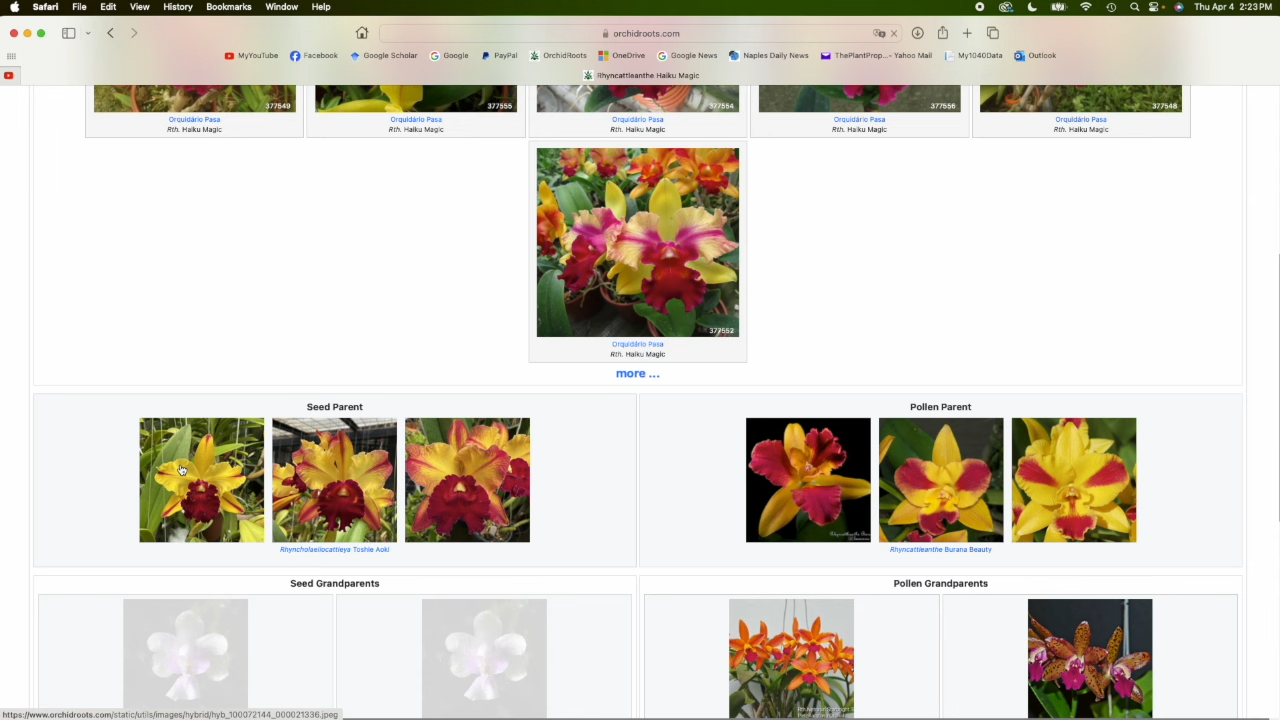 Safari File Edit View History Bookmarks Window Help
Thu Apr 4 2:23 PM
orchidroots.com
MyYouTube Facebook Google Scholar Google PayPal OrchidRoots OneDrive Google News Naples Daily News ThePlantProp... - Yahoo Mail My1040Data Outlook
Rhyncattleanthe Haiku Magic
377549 377555 377554 377556 377548
Orquidário Pasa Orquidário Pasa Orquidário Pasa Orquidário Pasa Orquidário Pasa
Rth. Haiku Magic Rth. Haiku Magic Rth. Haiku Magic Rth. Haiku Magic Rth. Haiku Magic
377552
Orquidário Pasa
Rth. Haiku Magic
more ...
Seed Parent Pollen Parent
Rhyncholaeliocattleya Toshie Aoki Rhyncattleanthe Burana Beauty
Seed Grandparents Pollen Grandparents
https://www.orchidroots.com/static/utils/images/hybrid/hyb_100072144_000021336.jpeg